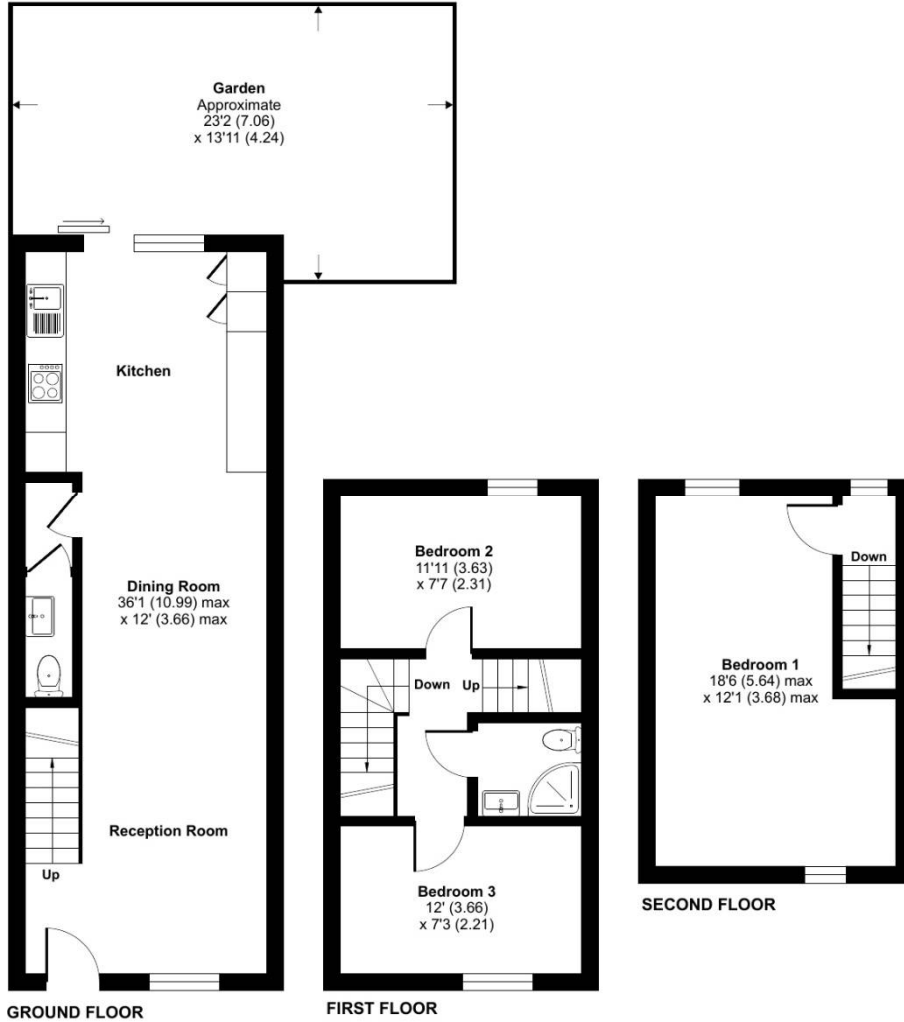 Garden
Approximate
23'2 (7.06)
x 13'11 (4.24)
Kitchen
Dining Room
36'1 (10.99) max
x 12' (3.66) max
Reception Room
Up
GROUND FLOOR
Bedroom 2
11'11 (3.63)
x 7'7 (2.31)
Down Up
Bedroom 3
12' (3.66)
x 7'3 (2.21)
FIRST FLOOR
Down
Bedroom 1
18'6 (5.64) max
x 12'1 (3.68) max
SECOND FLOOR